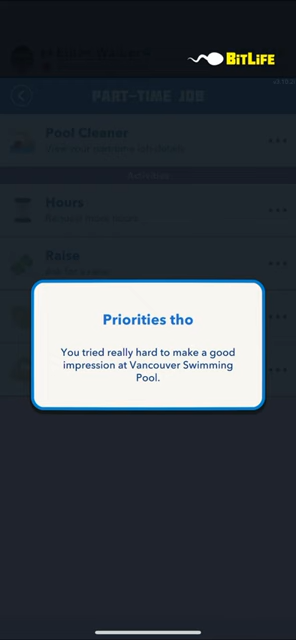 BitLife
PART-TIME JOB
Pool Cleaner
Hours
Raise
Priorities tho
You tried really hard to make a good
impression at Vancouver Swimming
Pool.